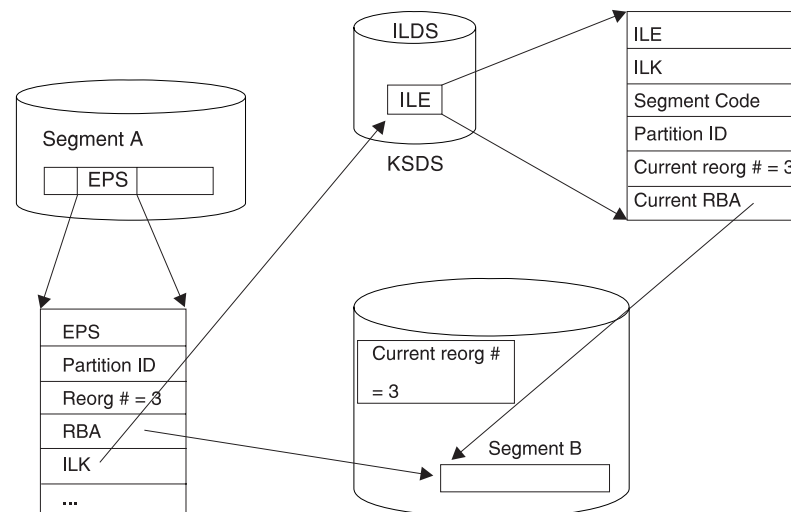 ILDS
ILE
KSDS
ILE
ILK
Segment Code
Partition ID
Current reorg # = 3
Current RBA
Segment A
EPS
EPS
Partition ID
Reorg # = 3
RBA
ILK
...
Current reorg #
= 3
Segment B